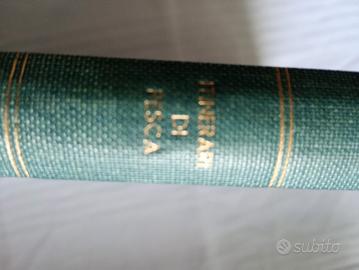 ITINERARI
DI
PESCA
subito